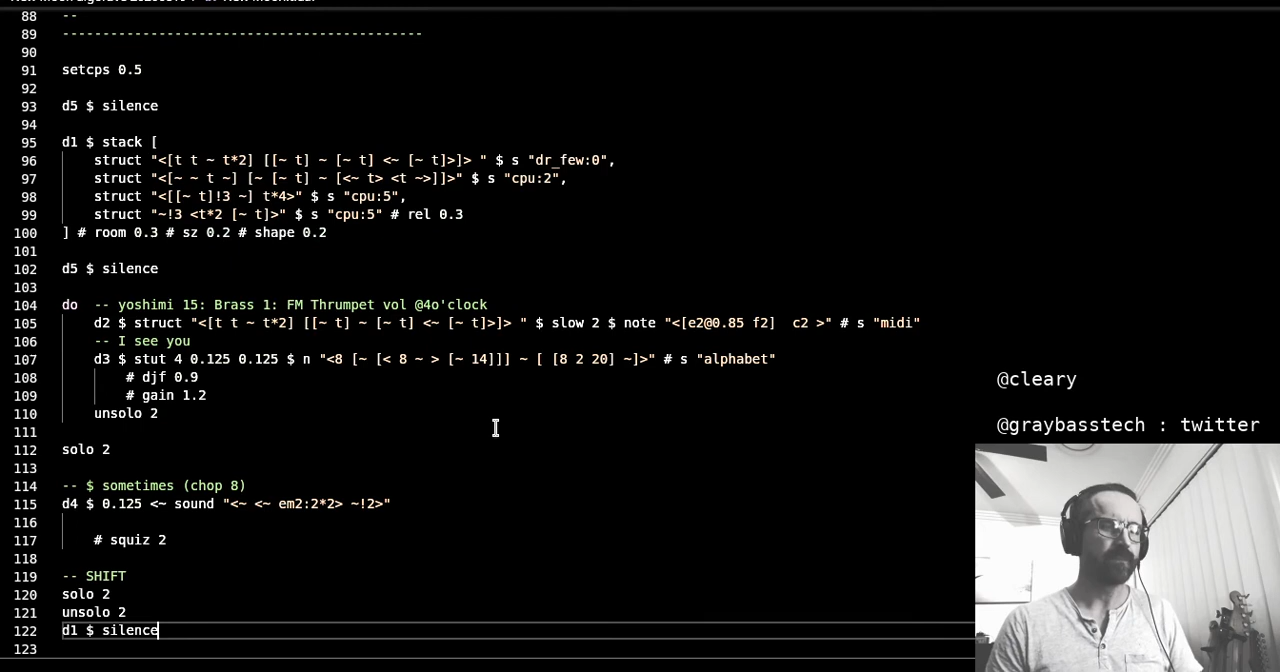 88 --
89 ---------------------------------------------
90
91 setcps 0.5
92
93 d5 $ silence
94
95 d1 $ stack [
96 struct "<[t t ~ t*2] [[~ t] ~ [~ t] <~ [~ t]>]> " $ s "dr_few:0",
97 struct "<[~ ~ t ~] [~ [~ t] ~ [<~ t> <t ~>]]>" $ s "cpu:2",
98 struct "<[[~ t]!3 ~] t*4>" $ s "cpu:5",
99 struct "~!3 <t*2 [~ t]>" $ s "cpu:5" # rel 0.3
100 ] # room 0.3 # sz 0.2 # shape 0.2
101
102 d5 $ silence
103
104 do -- yoshimi 15: Brass 1: FM Thrumpet vol @4o'clock
105 d2 $ struct "<[t t ~ t*2] [[~ t] ~ [~ t] <~ [~ t]>]> " $ slow 2 $ note "<[e2@0.85 f2]  c2 >" # s "midi"
106 -- I see you
107 d3 $ stut 4 0.125 0.125 $ n "<8 [~ [< 8 ~ > [~ 14]]] ~ [ [8 2 20] ~]>" # s "alphabet"
108 # djf 0.9
109 # gain 1.2
110 unsolo 2
111
112 solo 2
113
114 -- $ sometimes (chop 8)
115 d4 $ 0.125 <~ sound "<~ <~ em2:2*2> ~!2>"
116
117 # squiz 2
118
119 -- SHIFT
120 solo 2
121 unsolo 2
122 d1 $ silence
123
@cleary
@graybasstech : twitter